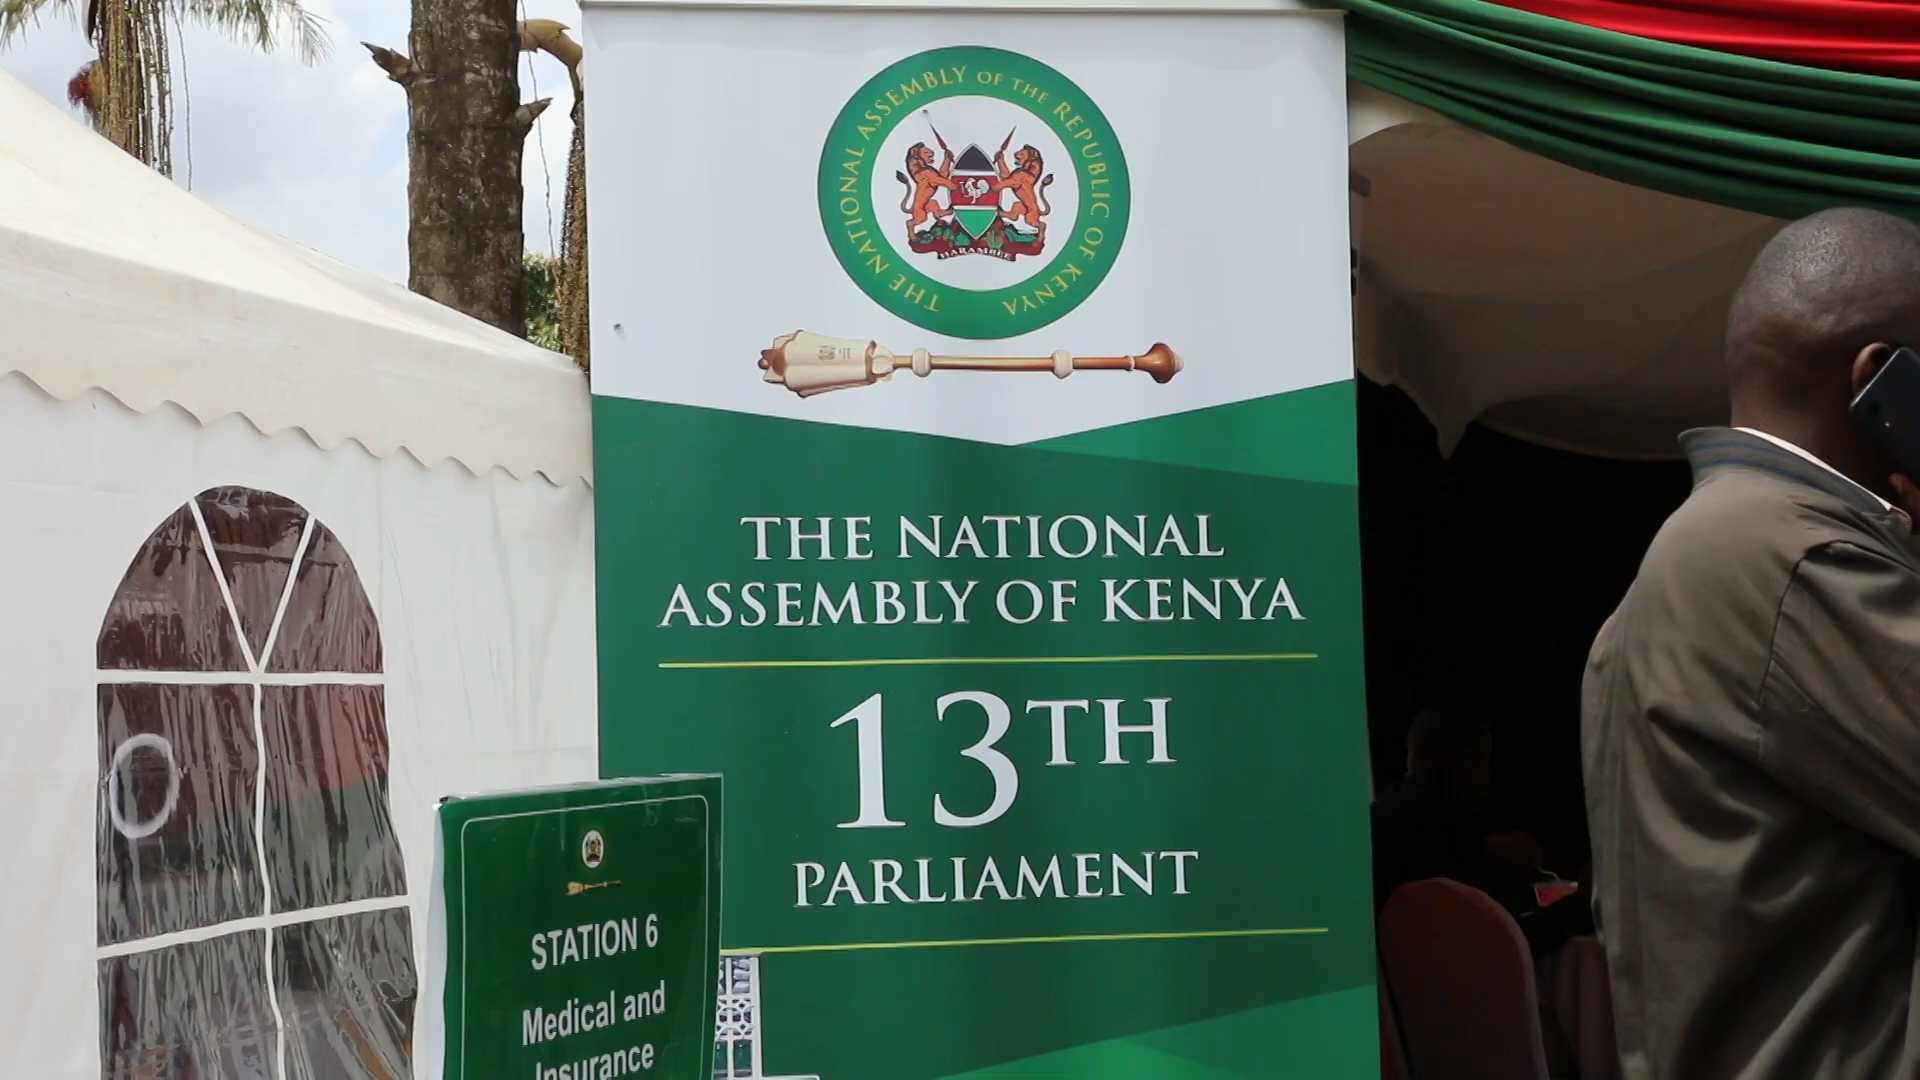 THE NATIONAL ASSEMBLY OF THE REPUBLIC OF KENYA
HARAMBEE
THE NATIONAL
ASSEMBLY OF KENYA
13TH
PARLIAMENT
STATION 6
Medical and
Insurance